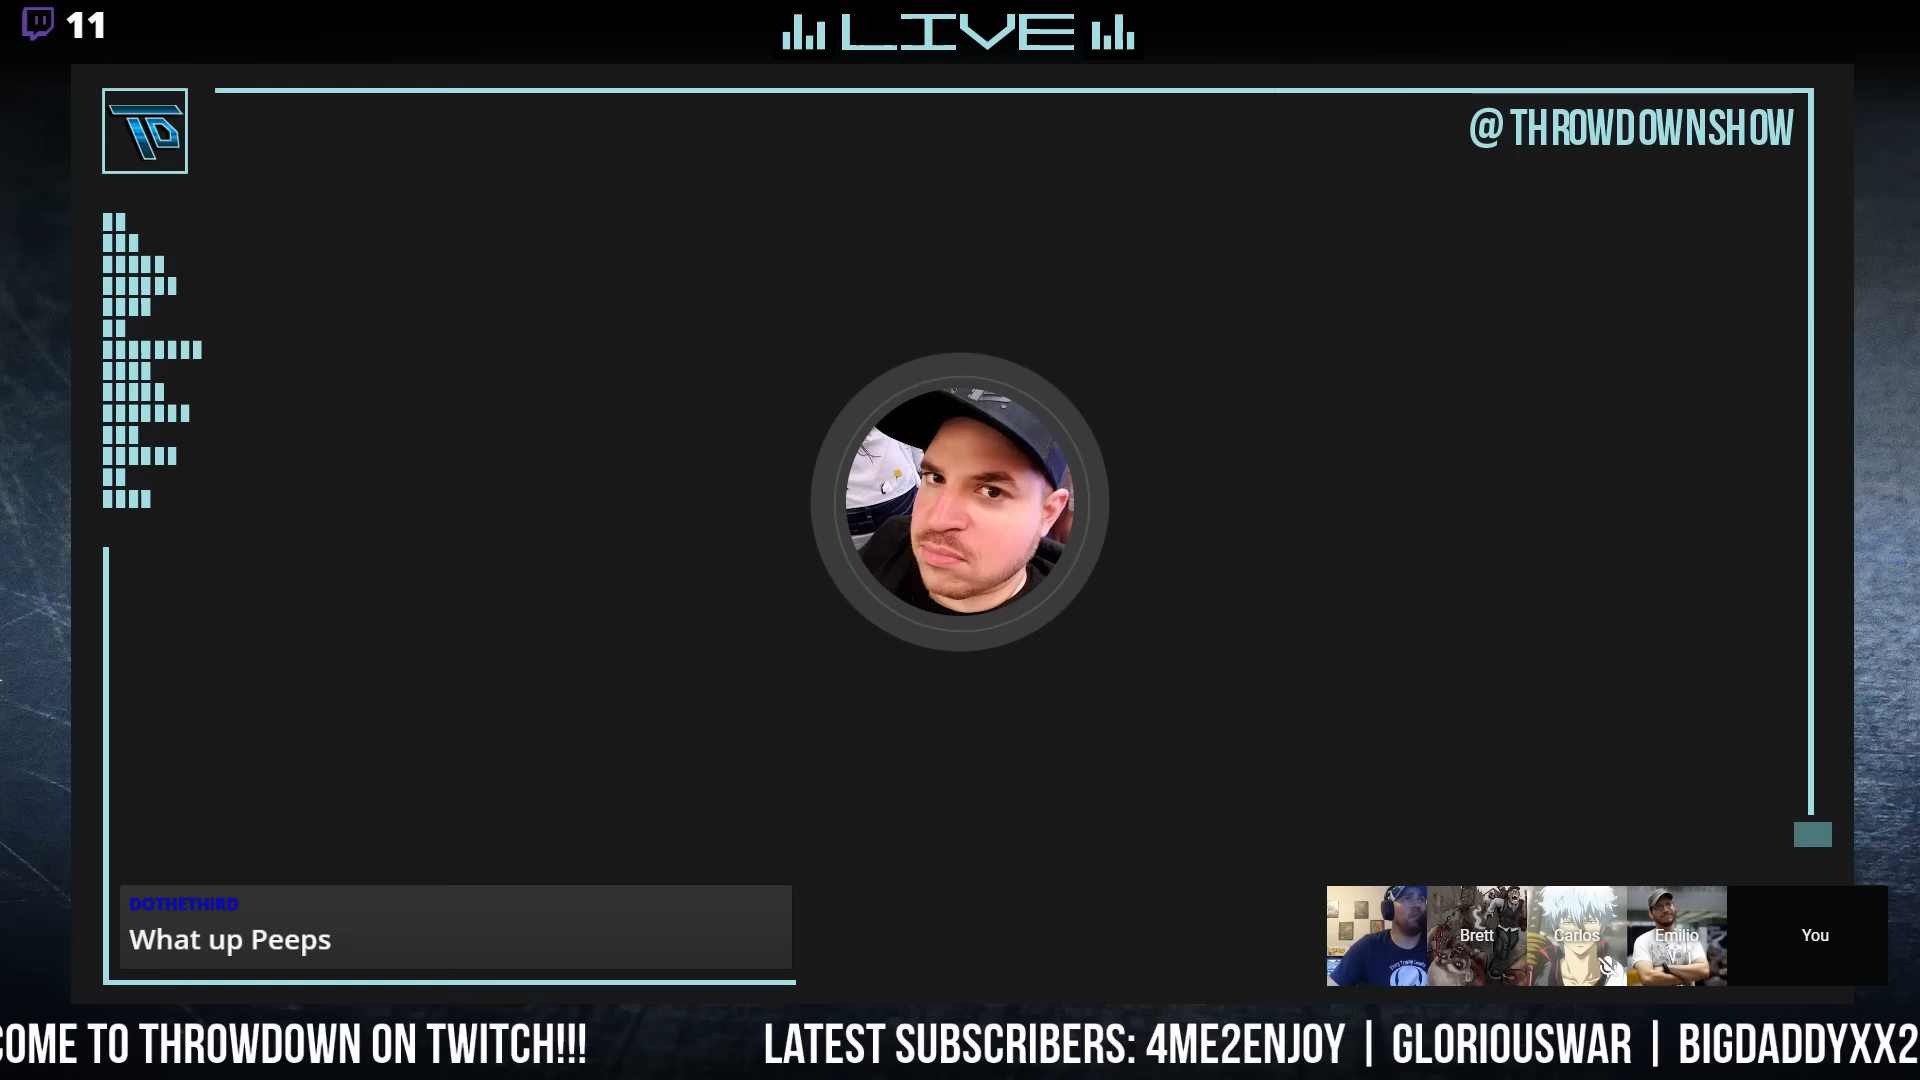 11
LIVE
TD
@THROWDOWNSHOW
DOTHETHIRD
What up Peeps
Brett
Carlos
Emilio
You
COME TO THROWDOWN ON TWITCH!!!
LATEST SUBSCRIBERS: 4ME2ENJOY | GLORIOUSWAR | BIGDADDYXX2